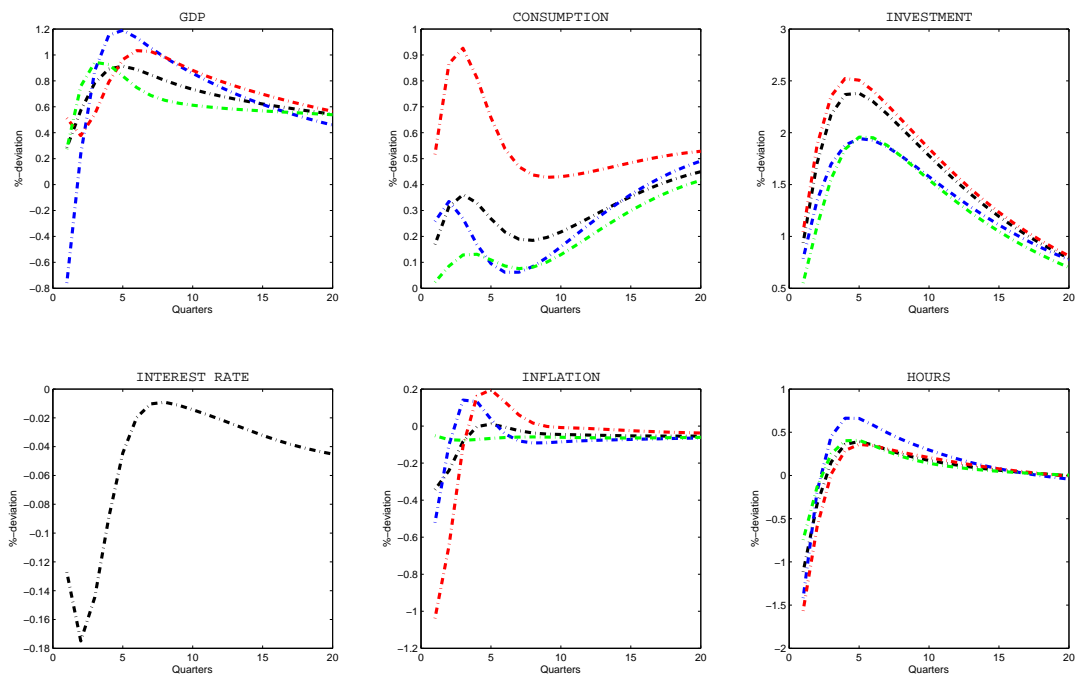 GDP
1.2
1
0.8
0.6
0.4
0.2
0
−0.2
−0.4
−0.6
−0.8
%−deviation
0 5 10 15 20
Quarters
CONSUMPTION
1
0.9
0.8
0.7
0.6
0.5
0.4
0.3
0.2
0.1
0
%−deviation
0 5 10 15 20
Quarters
INVESTMENT
3
2.5
2
1.5
1
0.5
%−deviation
0 5 10 15 20
Quarters
INTEREST RATE
0
−0.02
−0.04
−0.06
−0.08
−0.1
−0.12
−0.14
−0.16
−0.18
%−deviation
0 5 10 15 20
Quarters
INFLATION
0.2
0
−0.2
−0.4
−0.6
−0.8
−1
−1.2
%−deviation
0 5 10 15 20
Quarters
HOURS
1
0.5
0
−0.5
−1
−1.5
−2
%−deviation
0 5 10 15 20
Quarters